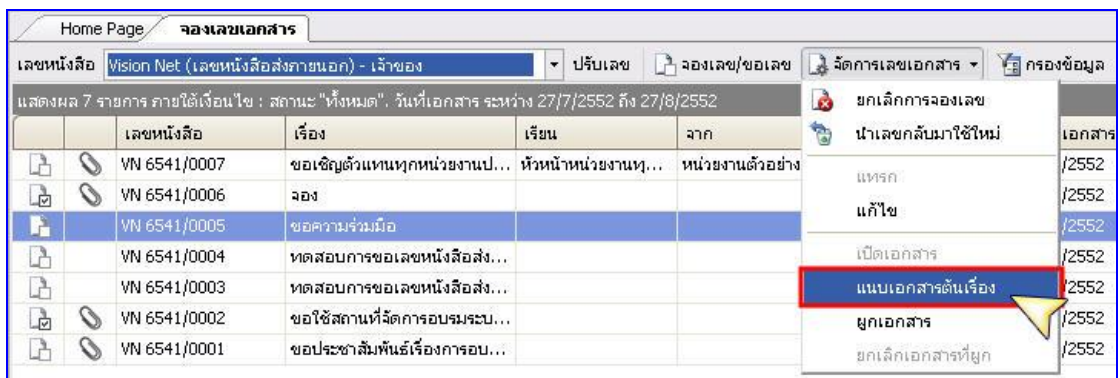 Home Page จองเลขเอกสาร
เลขหนังสือ Vision Net (เลขหนังสือส่งภายนอก) - เจ้าของ ปรับเลข จองเลข/ขอเลข จัดการเลขเอกสาร กรองข้อมูล
แสดงผล 7 รายการ ภายใต้เงื่อนไข : สถานะ "ทั้งหมด". วันที่เอกสาร ระหว่าง 27/7/2552 ถึง 27/8/2552
เลขหนังสือ เรื่อง เรียน จาก เอกสาร
VN 6541/0007 ขอเชิญตัวแทนทุกหน่วยงานป... หัวหน้าหน่วยงานทุ... หน่วยงานตัวอย่าง /2552
VN 6541/0006 จอง /2552
VN 6541/0005 ขอความร่วมมือ /2552
VN 6541/0004 ทดสอบการขอเลขหนังสือส่ง... /2552
VN 6541/0003 ทดสอบการขอเลขหนังสือส่ง... /2552
VN 6541/0002 ขอใช้สถานที่จัดการอบรมระบ... /2552
VN 6541/0001 ขอประชาสัมพันธ์เรื่องการอบ... /2552
ยกเลิกการจองเลข
นำเลขกลับมาใช้ใหม่
แทรก
แก้ไข
เปิดเอกสาร
แนบเอกสารต้นเรื่อง
ผูกเอกสาร
ยกเลิกเอกสารที่ผูก